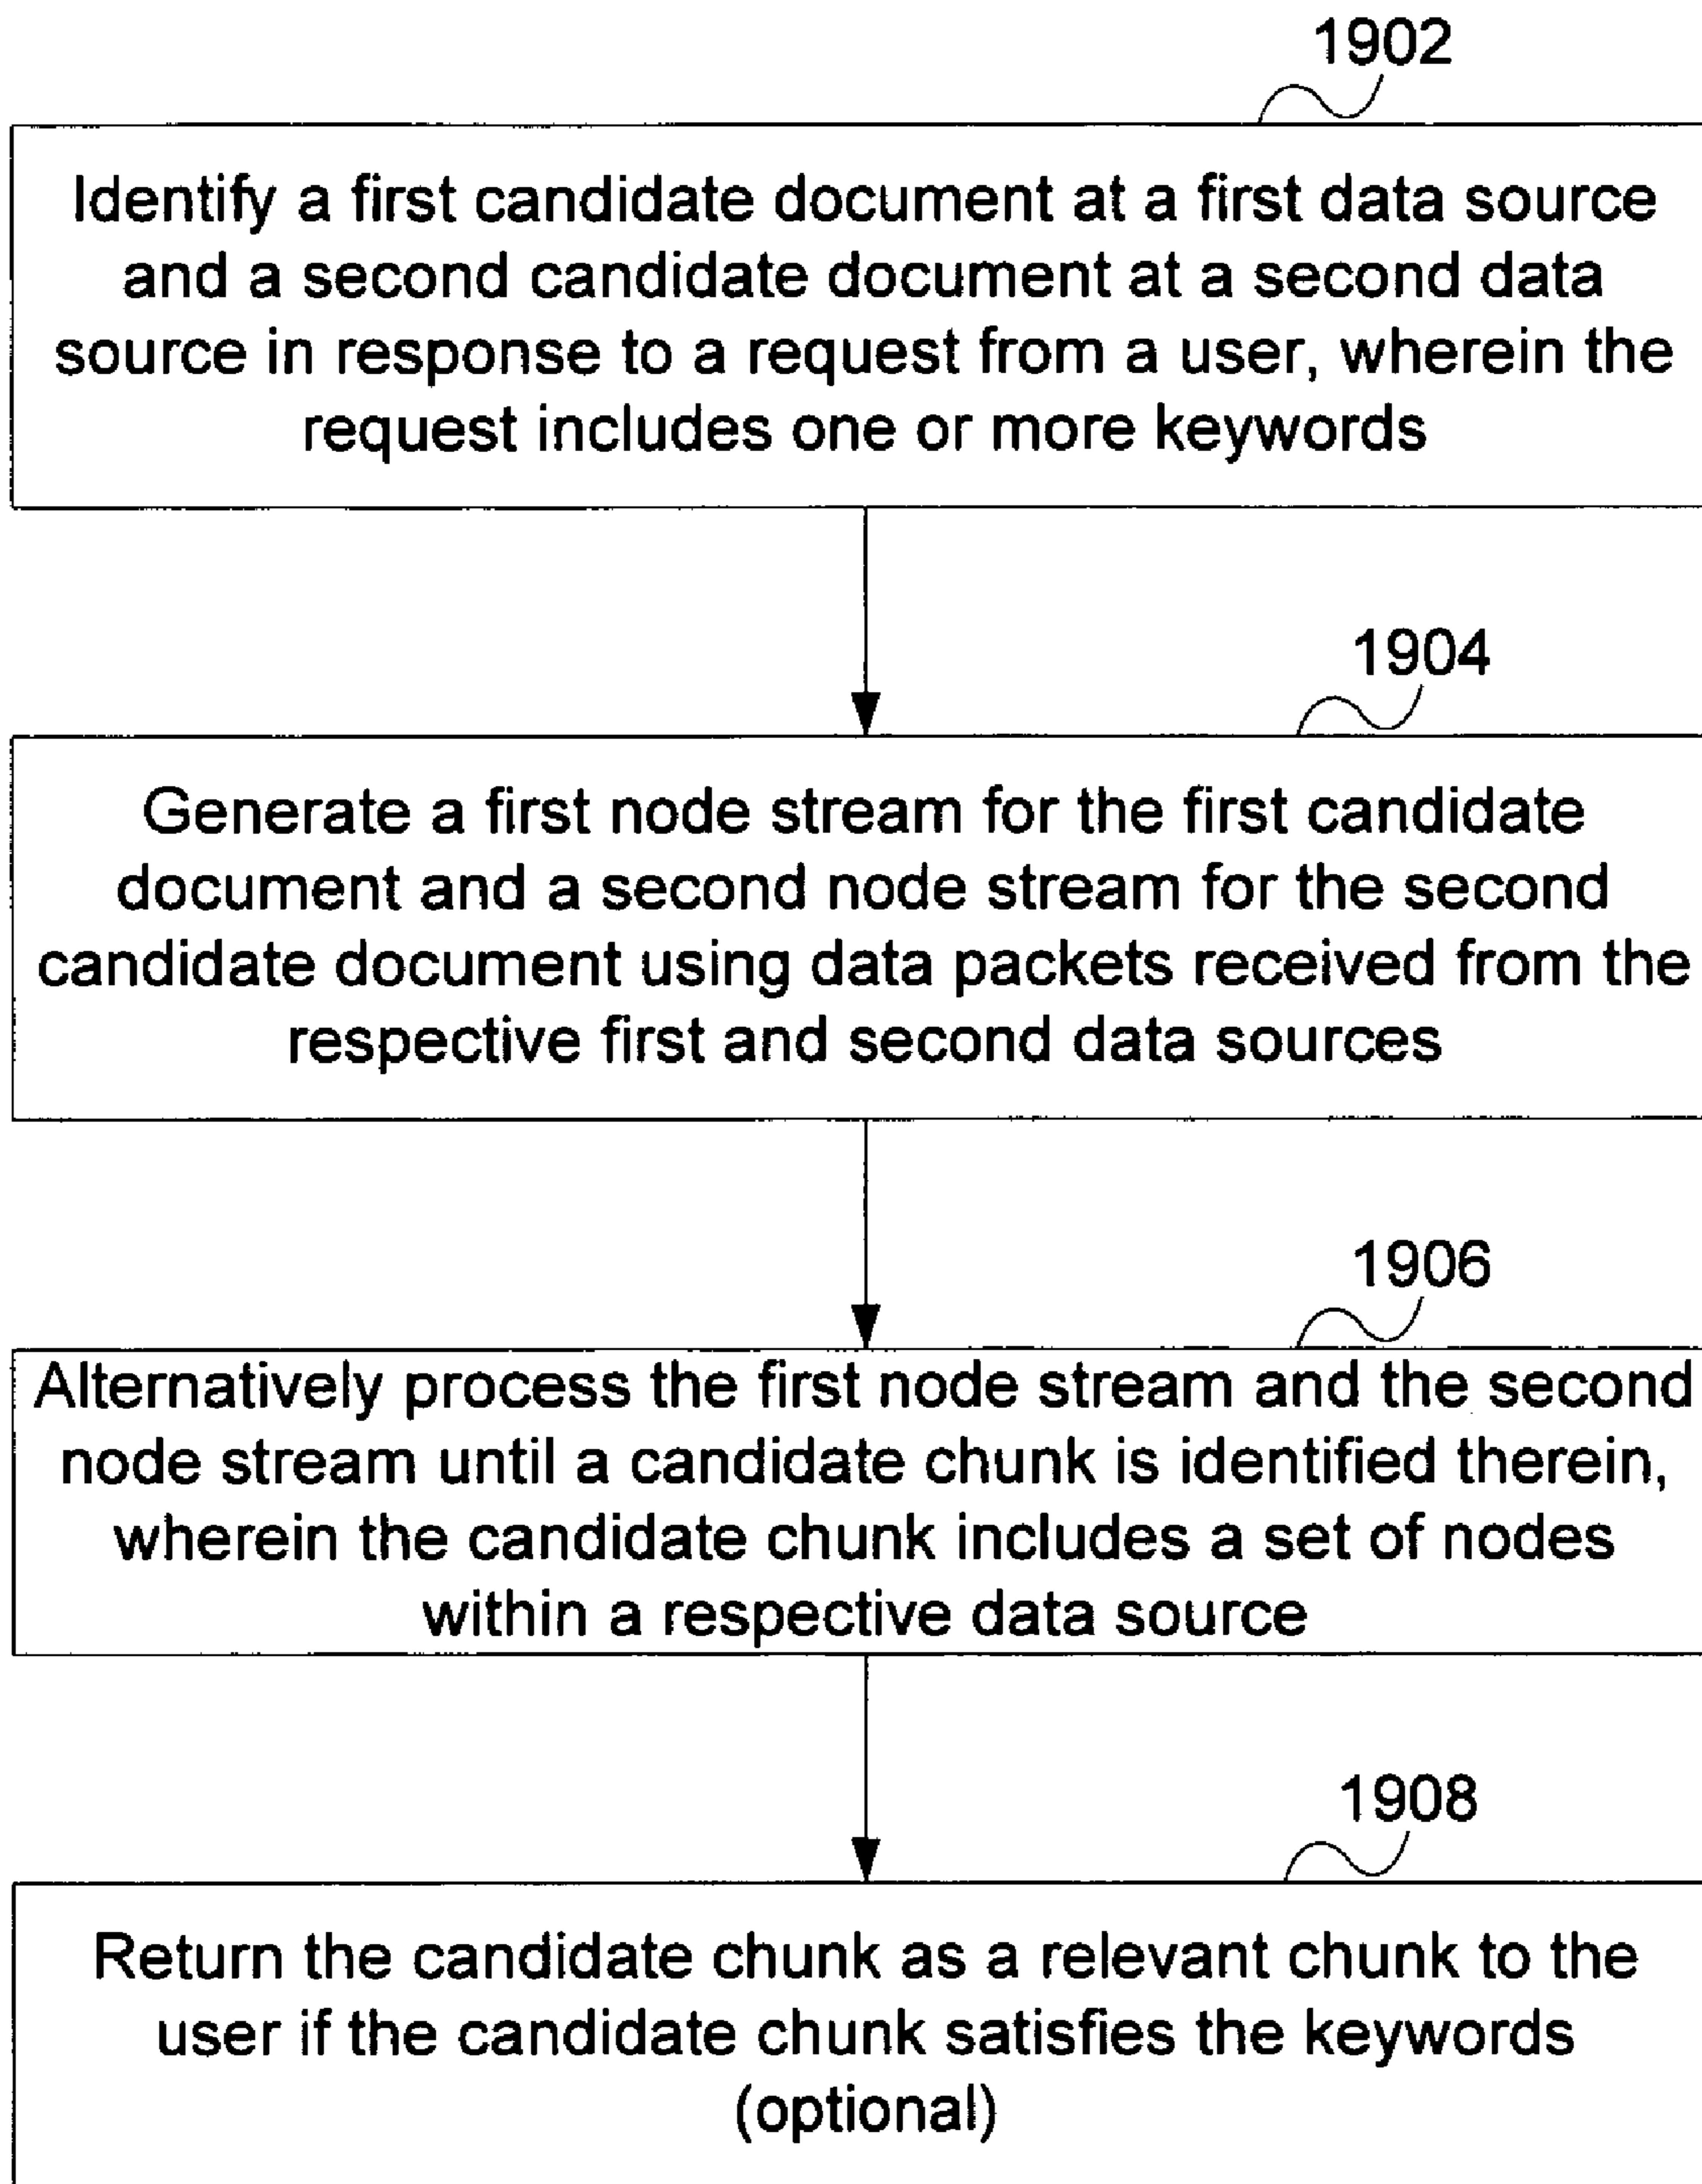 1902
Identify a first candidate document at a first data source
and a second candidate document at a second data
source in response to a request from a user, wherein the
request includes one or more keywords
1904
Generate a first node stream for the first candidate
document and a second node stream for the second
candidate document using data packets received from the
respective first and second data sources
1906
Alternatively process the first node stream and the second
node stream until a candidate chunk is identified therein,
wherein the candidate chunk includes a set of nodes
within a respective data source
1908
Return the candidate chunk as a relevant chunk to the
user if the candidate chunk satisfies the keywords
(optional)